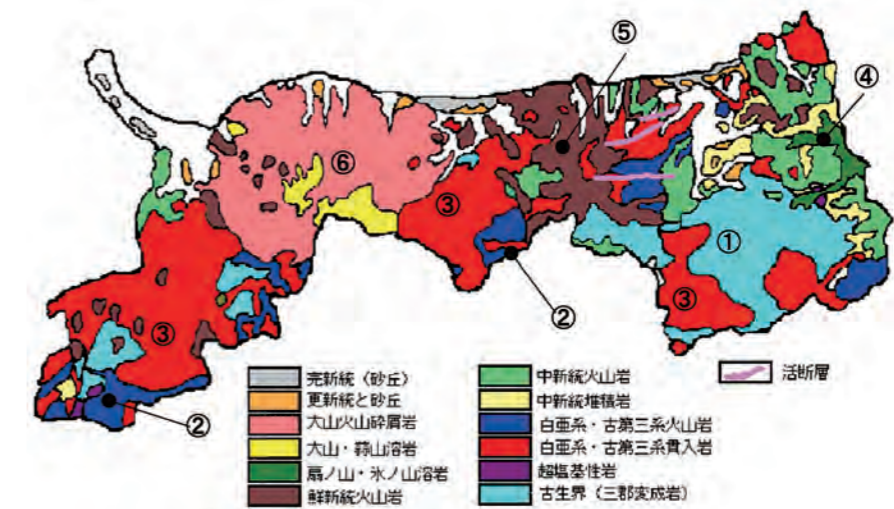 ⑤
④
⑥
③
①
②
③
③
②
完新統(砂丘)
更新統と砂丘
大山火山砕屑岩
大山・蒜山溶岩
扇ノ山・氷ノ山溶岩
鮮新統火山岩
中新統火山岩
中新統堆積岩
白亜系・古第三系火山岩
白亜系・古第三系貫入岩
超塩基性岩
古生界(三郡変成岩)
活断層